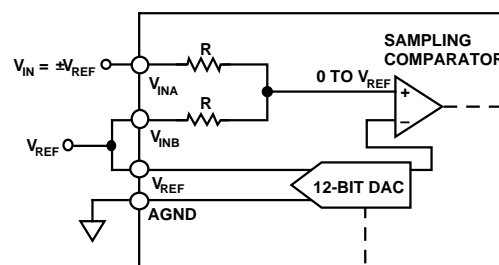 R
SAMPLING
COMPARATOR
V_IN = ±V_REF
V_INA
0 TO V_REF
+
R
–
V_INB
V_REF
V_REF
12-BIT DAC
AGND